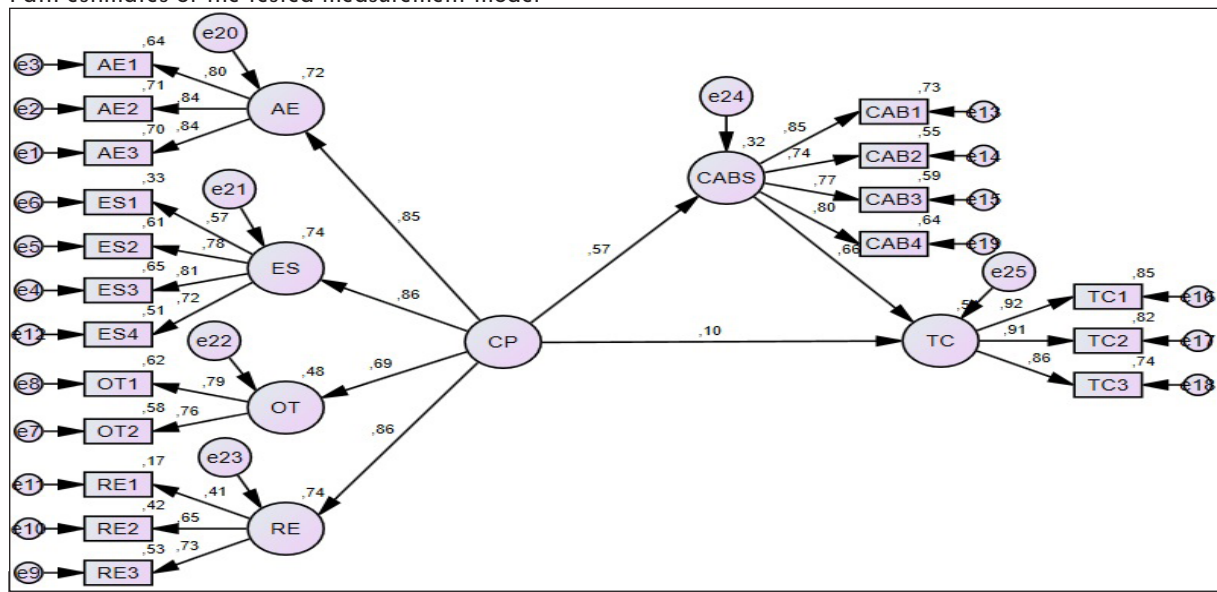 Path estimates of the tested measurement model
e20
e3 AE1 ,64 ,80
e2 AE2 ,71 ,84
e1 AE3 ,70 ,84
AE ,72
e21
e6 ES1 ,33 ,57
e5 ES2 ,61 ,78
e4 ES3 ,65 ,81
e12 ES4 ,51 ,72
ES ,74
e22
e8 OT1 ,62 ,79
e7 OT2 ,58 ,76
OT ,48
e23
e11 RE1 ,17 ,41
e10 RE2 ,42 ,65
e9 RE3 ,53 ,73
RE ,74
,85
,86
,69
,86
CP
,57
,10
e24
CABS ,32
,85 CAB1 ,73 e13
,74 CAB2 ,55 e14
,77 CAB3 ,59 e15
,80 CAB4 ,64 e19
,66
e25
TC
,92 TC1 ,85 e16
,91 TC2 ,82 e17
,86 TC3 ,74 e18